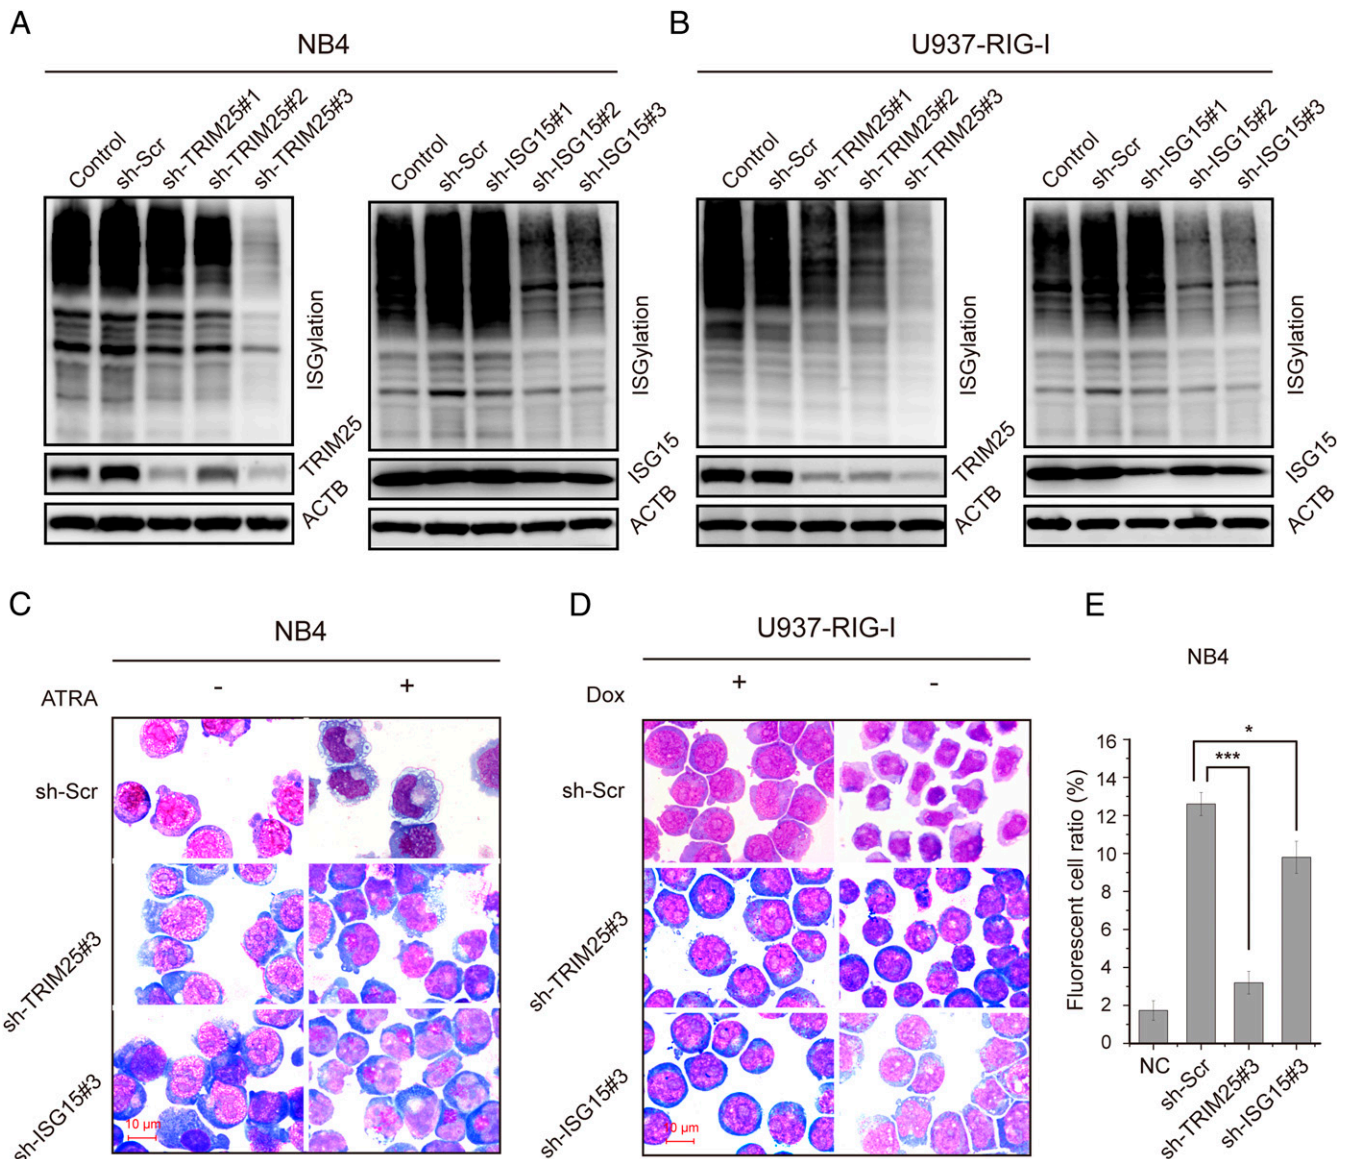 A
NB4
Control
sh-Scr
sh-TRIM25#1
sh-TRIM25#2
sh-TRIM25#3
ISGylation
TRIM25
ACTB
Control
sh-Scr
sh-ISG15#1
sh-ISG15#2
sh-ISG15#3
ISGylation
ISG15
ACTB
B
U937-RIG-I
Control
sh-Scr
sh-TRIM25#1
sh-TRIM25#2
sh-TRIM25#3
ISGylation
TRIM25
ACTB
Control
sh-Scr
sh-ISG15#1
sh-ISG15#2
sh-ISG15#3
ISGylation
ISG15
ACTB
C
NB4
ATRA - +
sh-Scr
sh-TRIM25#3
sh-ISG15#3
10 μm
D
U937-RIG-I
Dox + -
sh-Scr
sh-TRIM25#3
sh-ISG15#3
10 μm
E
NB4
*
***
Fluorescent cell ratio (%)
16
14
12
10
8
6
4
2
0
NC
sh-Scr
sh-TRIM25#3
sh-ISG15#3